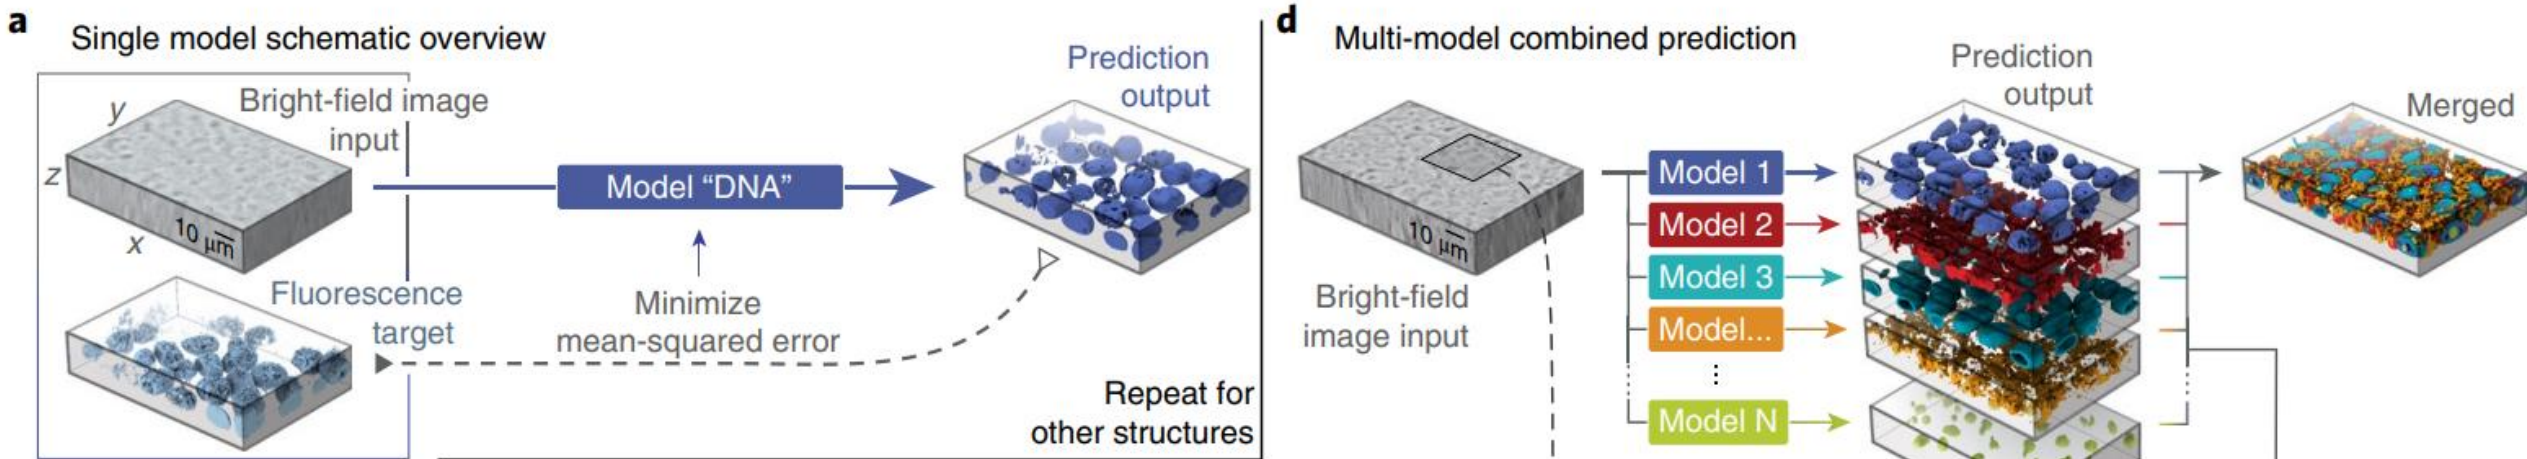 a
Single model schematic overview
Bright-field image
input
y
z
x
10 µm
Fluorescence
target
Model “DNA”
Minimize
mean-squared error
Prediction
output
Repeat for
other structures
d
Multi-model combined prediction
10 µm
Bright-field
image input
Model 1
Model 2
Model 3
Model...
⋮
Model N
Prediction
output
Merged